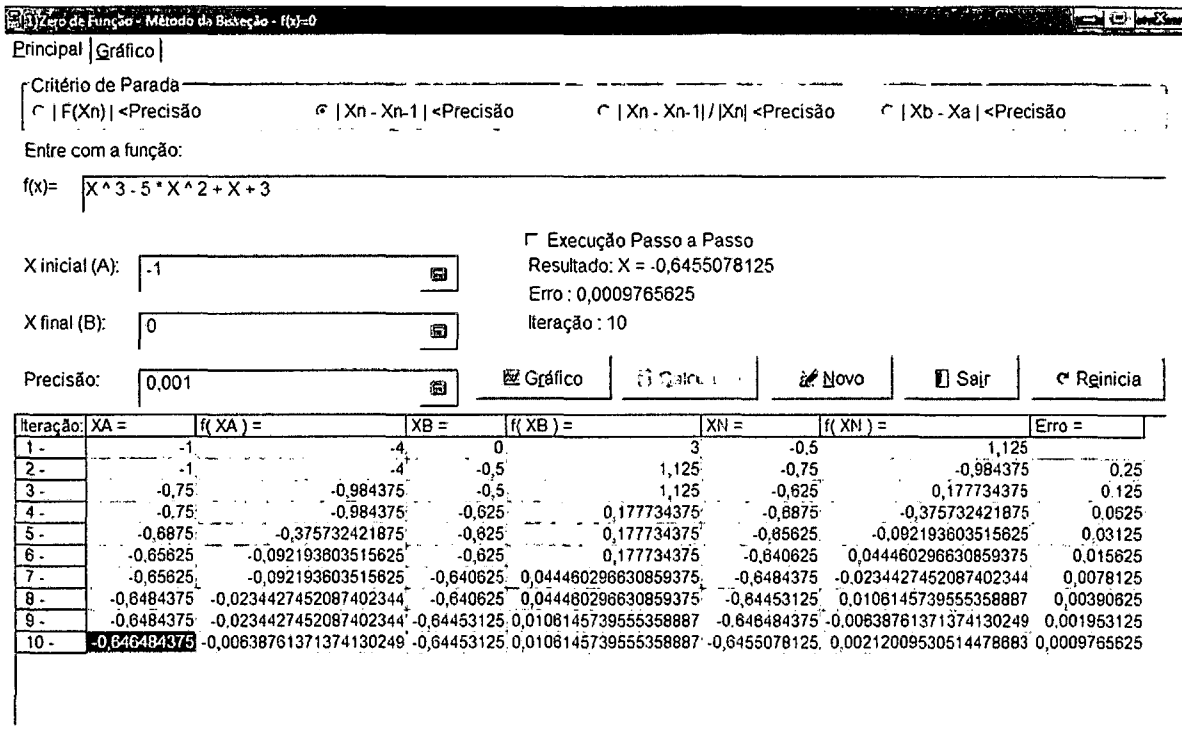 1)Zero de Função - Método da Bisseção - f(x)=0
Principal Gráfico
Critério de Parada
| F(Xn) | <Precisão | Xn - Xn-1 | <Precisão | Xn - Xn-1| / |Xn| <Precisão | Xb - Xa | <Precisão
Entre com a função:
f(x)= X ^ 3 - 5 * X ^ 2 + X + 3
Execução Passo a Passo
X inicial (A): -1 Resultado: X = -0,6455078125
Erro : 0,0009765625
X final (B): 0 Iteração : 10
Precisão: 0,001 Gráfico Novo Sair Reinicia
Iteração: XA = f( XA ) = XB = f( XB ) = XN = f( XN ) = Erro =
1 - -1 -4 0 3 -0,5 1,125
2 - -1 -4 -0,5 1,125 -0,75 -0,984375 0,25
3 - -0,75 -0,984375 -0,5 1,125 -0,625 0,177734375 0,125
4 - -0,75 -0,984375 -0,625 0,177734375 -0,6875 -0,375732421875 0,0625
5 - -0,6875 -0,375732421875 -0,625 0,177734375 -0,65625 -0,092193603515625 0,03125
6 - -0,65625 -0,092193603515625 -0,625 0,177734375 -0,640625 0,044460296630859375 0,015625
7 - -0,65625 -0,092193603515625 -0,640625 0,044460296630859375 -0,6484375 -0,0234427452087402344 0,0078125
8 - -0,6484375 -0,0234427452087402344 -0,640625 0,044460296630859375 -0,64453125 0,0106145739555358887 0,00390625
9 - -0,6484375 -0,0234427452087402344 -0,64453125 0,0106145739555358887 -0,646484375 -0,00638761371374130249 0,001953125
10 - -0,646484375 -0,00638761371374130249 -0,64453125 0,0106145739555358887 -0,6455078125 0,00212009530514478683 0,0009765625